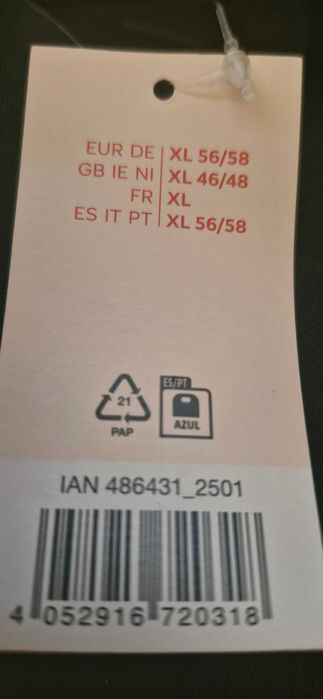 EUR DE XL 56/58
GB IE NI XL 46/48
FR XL
ES IT PT XL 56/58
21
PAP
ES/PT
AZUL
IAN 486431_2501
4 052916 720318